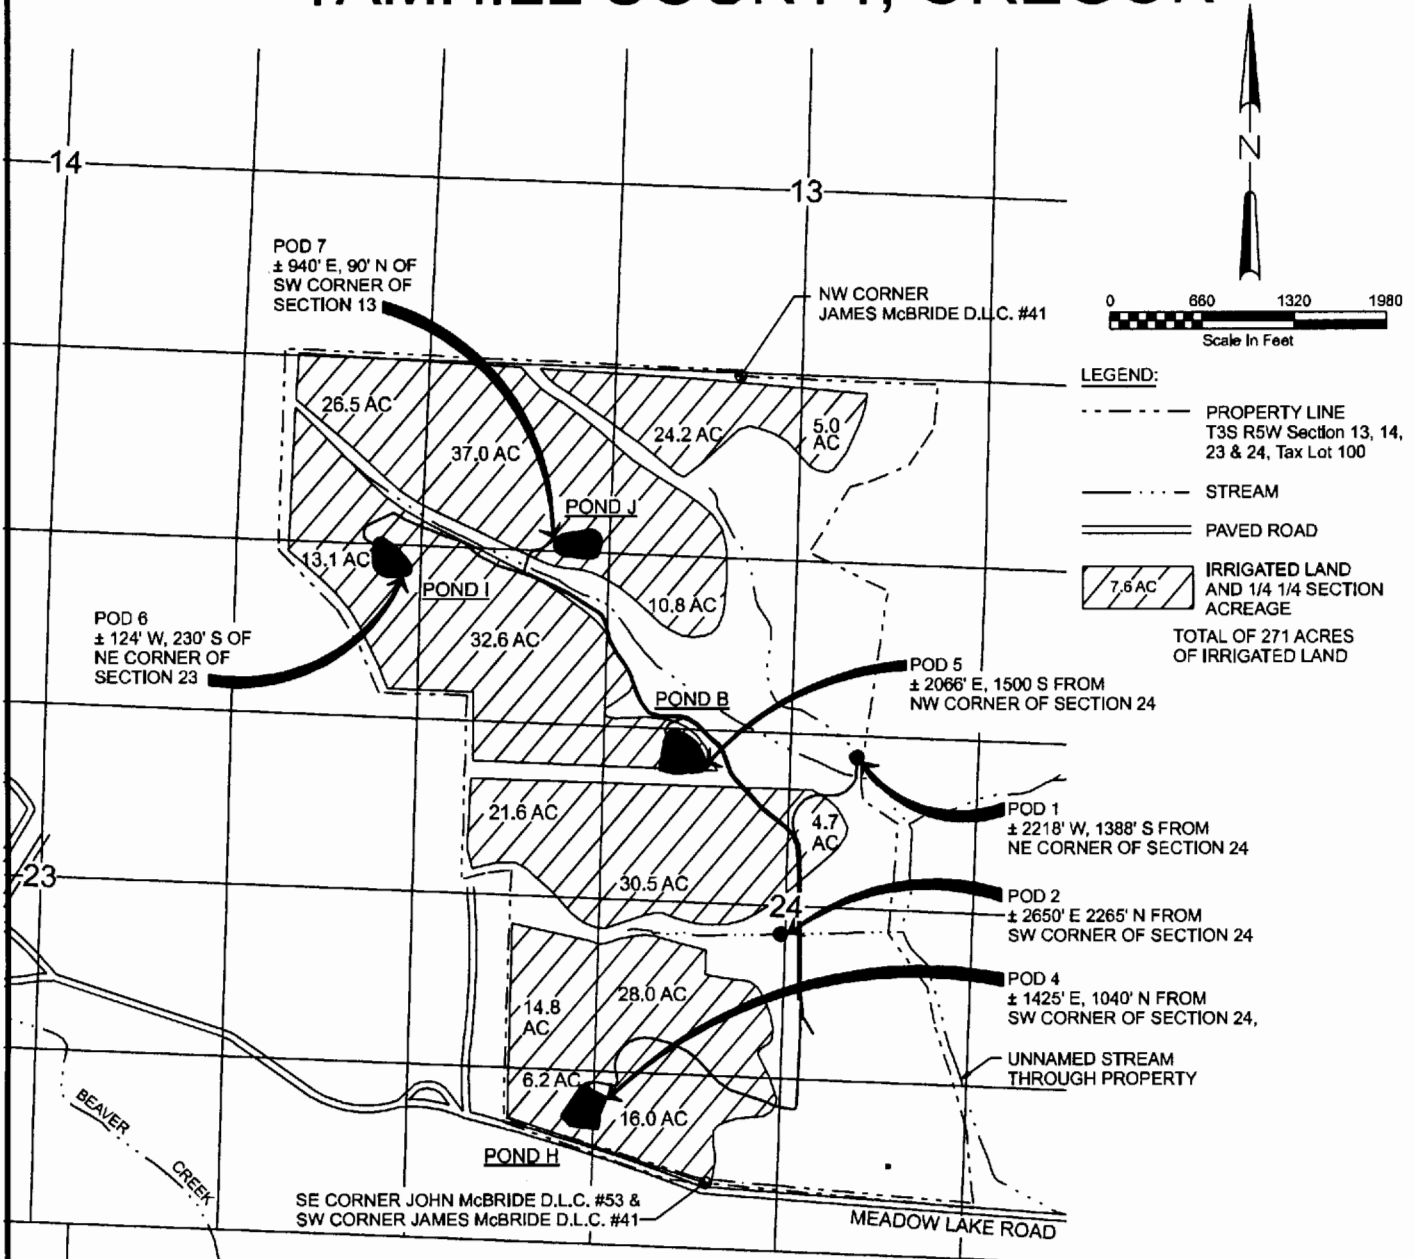 14
13
POD 7
± 940' E, 90' N OF
SW CORNER OF
SECTION 13
NW CORNER
JAMES McBRIDE D.L.C. #41
N
0 660 1320 1980
Scale In Feet
LEGEND:
PROPERTY LINE
T3S R5W Section 13, 14,
23 & 24, Tax Lot 100
STREAM
PAVED ROAD
7.6 AC
IRRIGATED LAND
AND 1/4 1/4 SECTION
ACREAGE
TOTAL OF 271 ACRES
OF IRRIGATED LAND
26.5 AC
37.0 AC
24.2 AC
5.0
AC
POND J
13.1 AC
POND I
10.8 AC
32.6 AC
POD 6
± 124' W, 230' S OF
NE CORNER OF
SECTION 23
POND B
POD 5
± 2066' E, 1500 S FROM
NW CORNER OF SECTION 24
21.6 AC
4.7
AC
POD 1
± 2218' W, 1388' S FROM
NE CORNER OF SECTION 24
23
30.5 AC
24
POD 2
± 2650' E 2265' N FROM
SW CORNER OF SECTION 24
14.8
AC
28.0 AC
POD 4
± 1425' E, 1040' N FROM
SW CORNER OF SECTION 24,
UNNAMED STREAM
THROUGH PROPERTY
6.2 AC
16.0 AC
POND H
BEAVER
CREEK
SE CORNER JOHN McBRIDE D.L.C. #53 &
SW CORNER JAMES McBRIDE D.L.C. #41
MEADOW LAKE ROAD